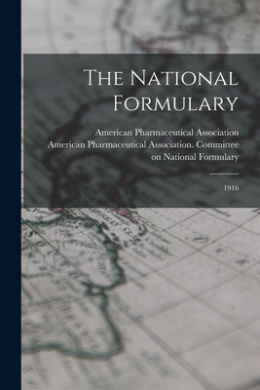 THE NATIONAL
FORMULARY
American Pharmaceutical Association
American Pharmaceutical Association. Committee
on National Formulary
1916